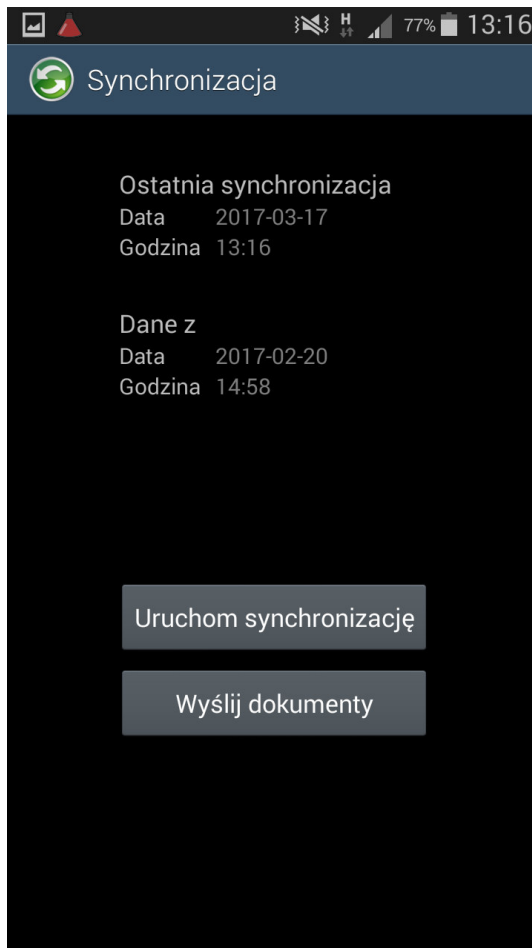 H 77% 13:16
Synchronizacja
Ostatnia synchronizacja
Data 2017-03-17
Godzina 13:16
Dane z
Data 2017-02-20
Godzina 14:58
Uruchom synchronizację
Wyślij dokumenty